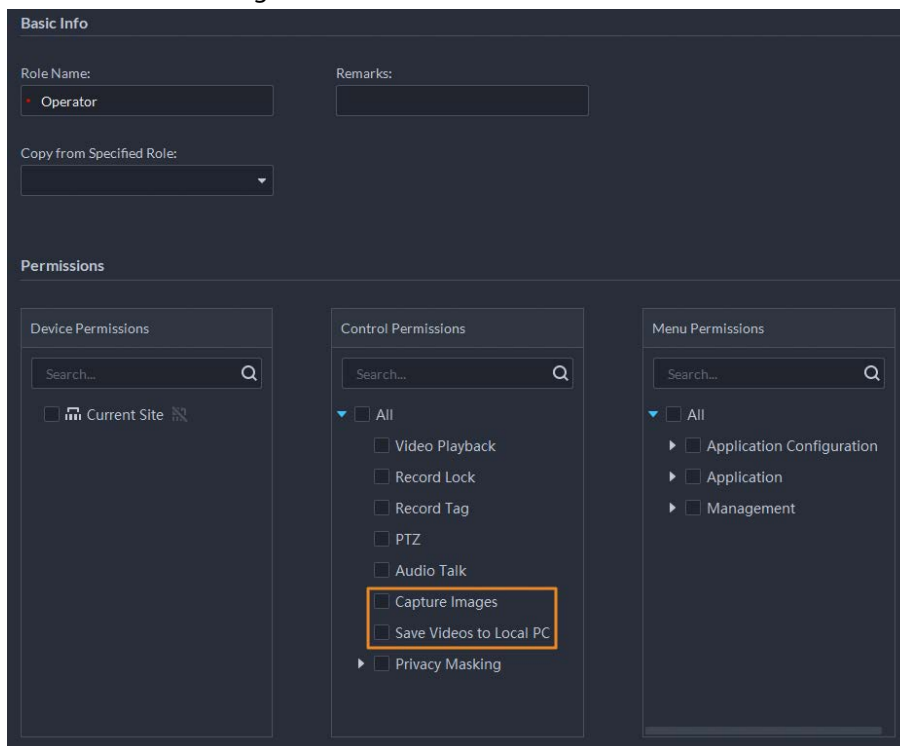 Basic Info
Role Name:
Remarks:
* Operator
Copy from Specified Role:
Permissions
Device Permissions
Search...
Current Site
Control Permissions
Search...
All
Video Playback
Record Lock
Record Tag
PTZ
Audio Talk
Capture Images
Save Videos to Local PC
Privacy Masking
Menu Permissions
Search...
All
Application Configuration
Application
Management